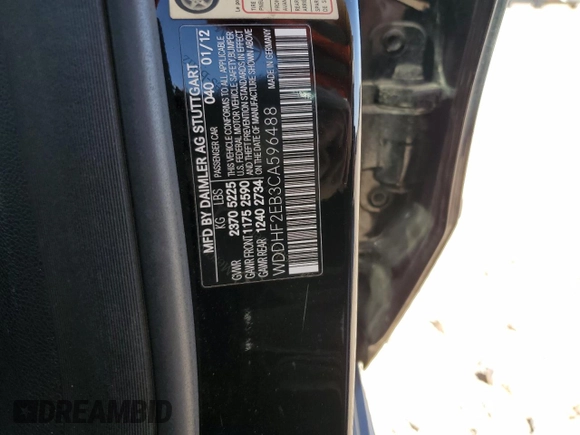 MFD BY DAIMLER AG STUTTGART
040 01/12
PASSENGER CAR
KG LBS
GVWR 2370 5225
GAWR FRONT 1175 2590
GAWR REAR 1240 2734
THIS VEHICLE CONFORMS TO ALL APPLICABLE
U.S. FEDERAL MOTOR VEHICLE SAFETY, BUMPER
AND THEFT PREVENTION STANDARDS IN EFFECT
ON THE DATE OF MANUFACTURE SHOWN ABOVE
MADE IN GERMANY
WDDHF2EB3CA596488
DREAMBID